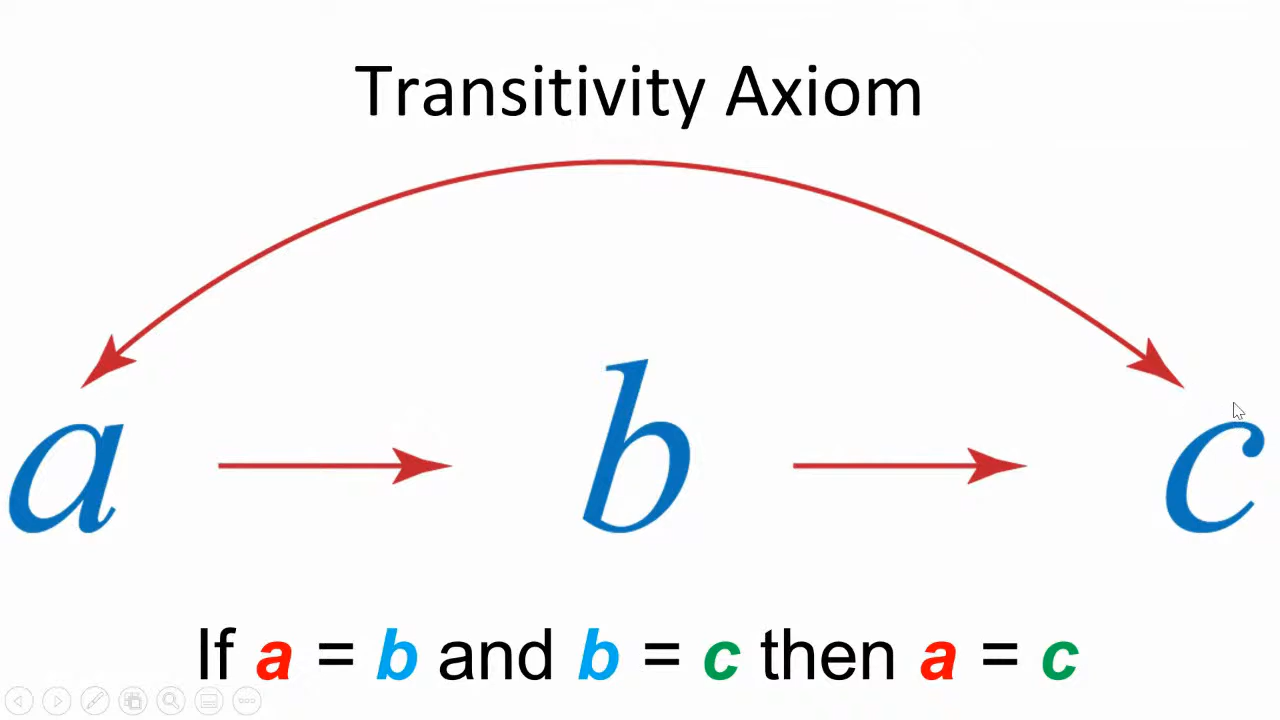 Transitivity Axiom
a b c
If a = b and b = c then a = c